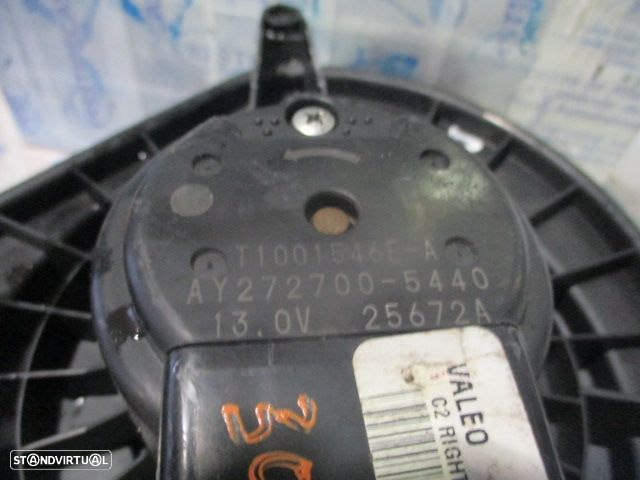 T1001546E-A
AY272700-5440
13.0V 25672A
VALEO
C2 RIGHT
STANDVIRTUAL